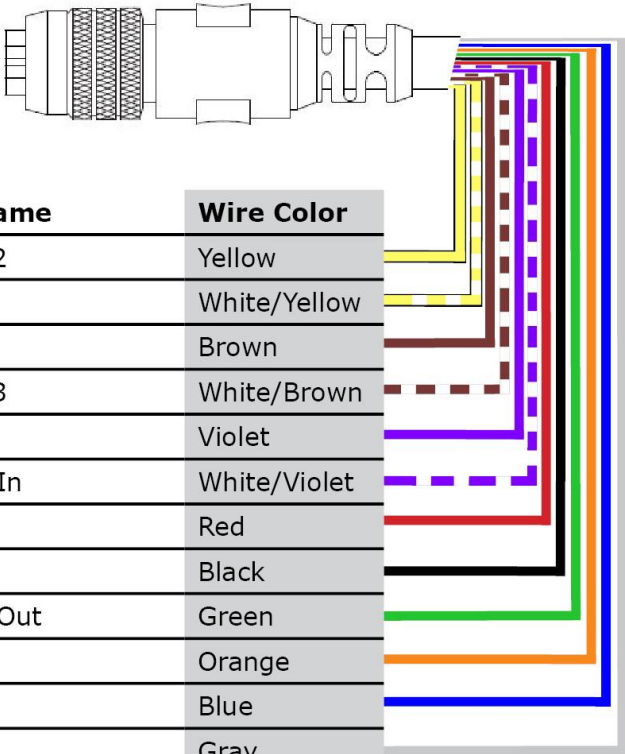 ame Wire Color
2 Yellow
White/Yellow
Brown
3 White/Brown
Violet
In White/Violet
Red
Black
Out Green
Orange
Blue
Gray